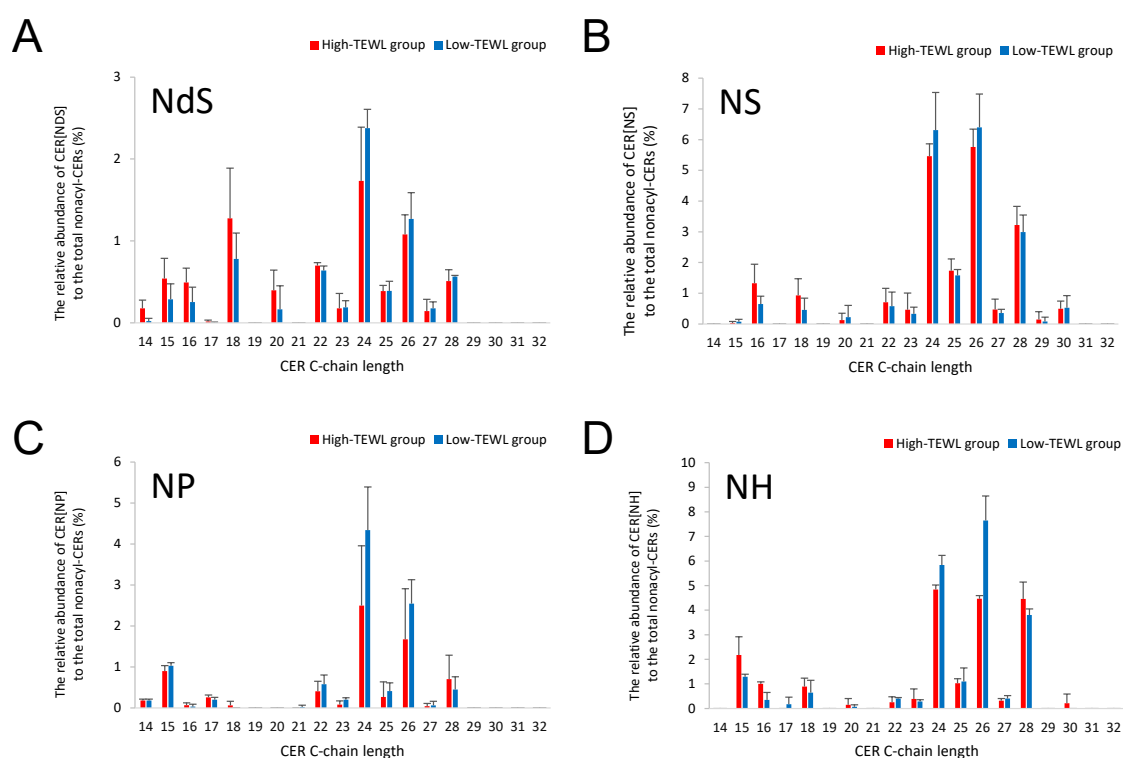 A
High-TEWL group Low-TEWL group
The relative abundance of CER[NDS]
to the total nonacyl-CERs (%)
3
2
1
0
NdS
14 15 16 17 18 19 20 21 22 23 24 25 26 27 28 29 30 31 32
CER C-chain length
B
High-TEWL group Low-TEWL group
The relative abundance of CER[NS]
to the total nonacyl-CERs (%)
8
7
6
5
4
3
2
1
0
NS
14 15 16 17 18 19 20 21 22 23 24 25 26 27 28 29 30 31 32
CER C-chain length
C
High-TEWL group Low-TEWL group
The relative abundance of CER[NP]
to the total nonacyl-CERs (%)
6
5
4
3
2
1
0
NP
14 15 16 17 18 19 20 21 22 23 24 25 26 27 28 29 30 31 32
CER C-chain length
D
High-TEWL group Low-TEWL group
The relative abundance of CER[NH]
to the total nonacyl-CERs (%)
10
9
8
7
6
5
4
3
2
1
0
NH
14 15 16 17 18 19 20 21 22 23 24 25 26 27 28 29 30 31 32
CER C-chain length